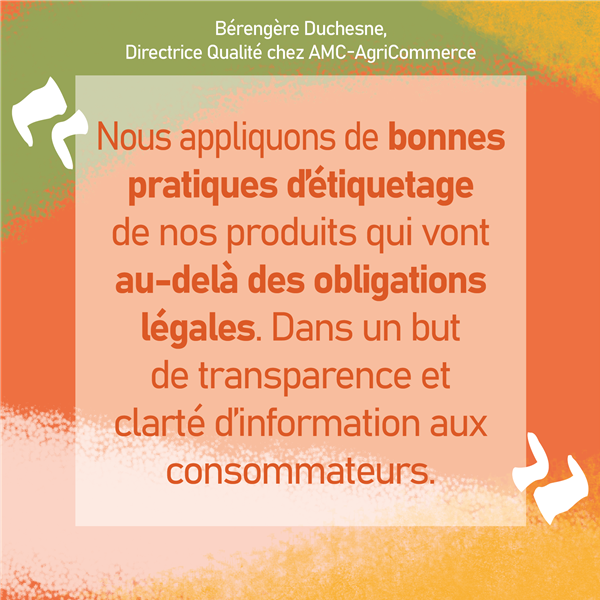 Bérengère Duchesne,
Directrice Qualité chez AMC-AgriCommerce
Nous appliquons de bonnes
pratiques d'étiquetage
de nos produits qui vont
au-delà des obligations
légales. Dans un but
de transparence et
clarté d'information aux
consommateurs.